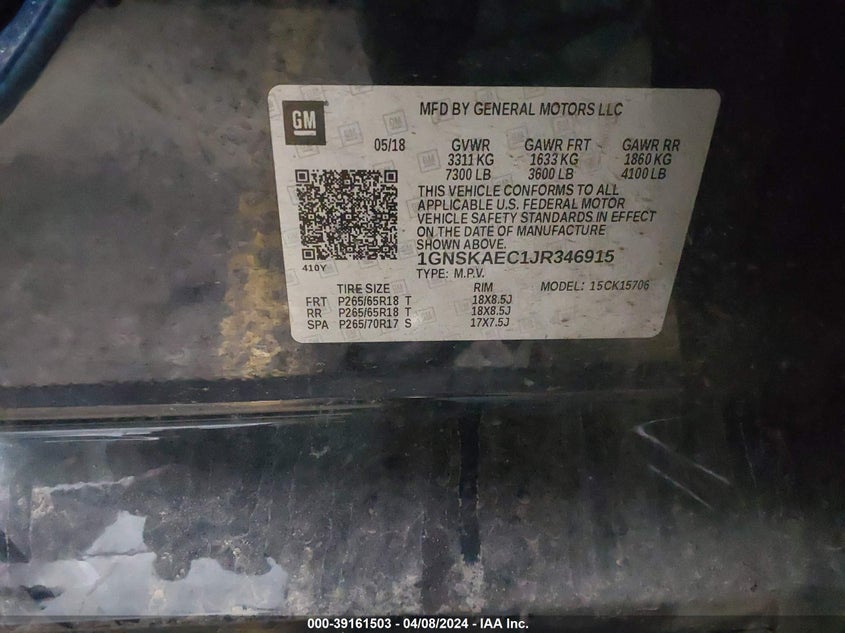 GM
MFD BY GENERAL MOTORS LLC
05/18 GVWR GAWR FRT GAWR RR
3311 KG 1633 KG 1860 KG
7300 LB 3600 LB 4100 LB
THIS VEHICLE CONFORMS TO ALL
APPLICABLE U.S. FEDERAL MOTOR
VEHICLE SAFETY STANDARDS IN EFFECT
ON THE DATE OF MANUFACTURE
SHOWN ABOVE.
410Y
1GNSKAEC1JR346915
TYPE: M.P.V.
TIRE SIZE RIM MODEL: 15CK15706
FRT P265/65R18 T 18X8.5J
RR P265/65R18 T 18X8.5J
SPA P265/70R17 S 17X7.5J
000-39161503 - 04/08/2024 - IAA Inc.